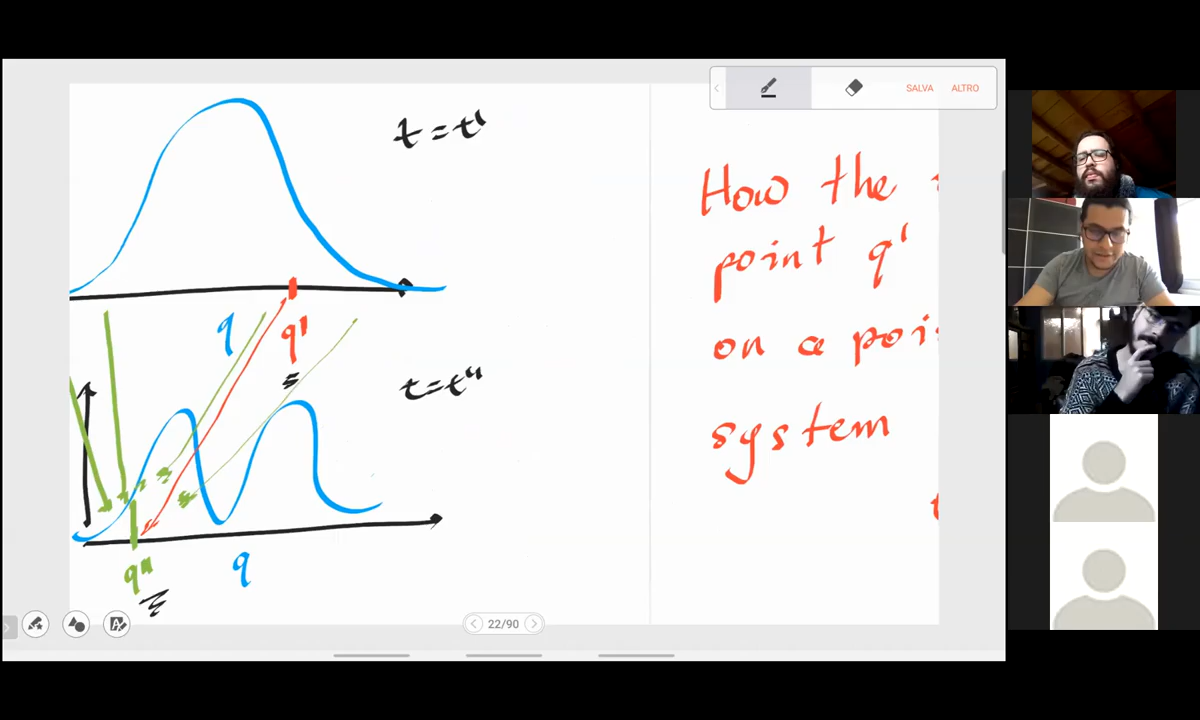 SALVA ALTRO
t = t'
How the
point q'
q
q'
on a poi
t = t"
system
q"
q
22/90